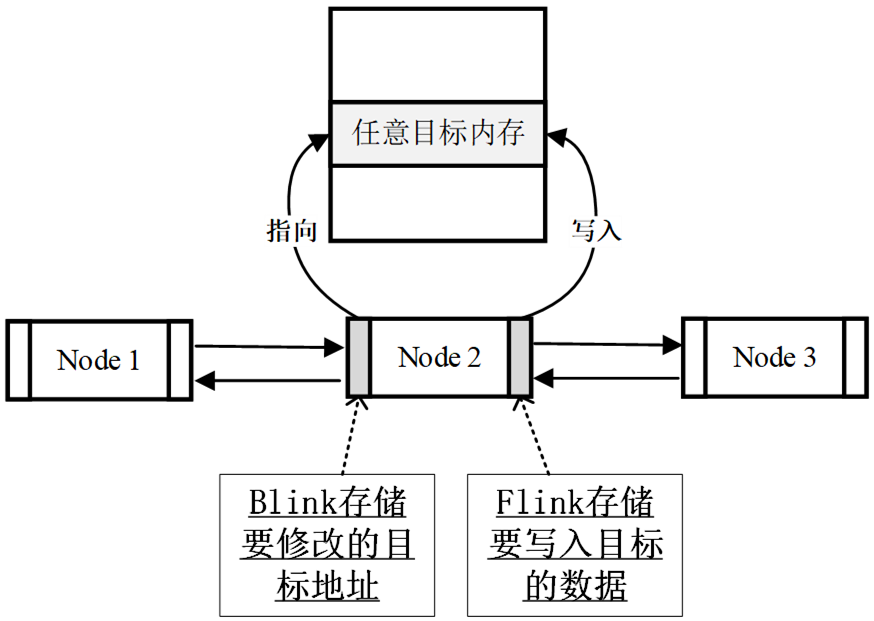 任意目标内存
指向
写入
Node 1
Node 2
Node 3
Blink存储
要修改的目
标地址
Flink存储
要写入目标
的数据